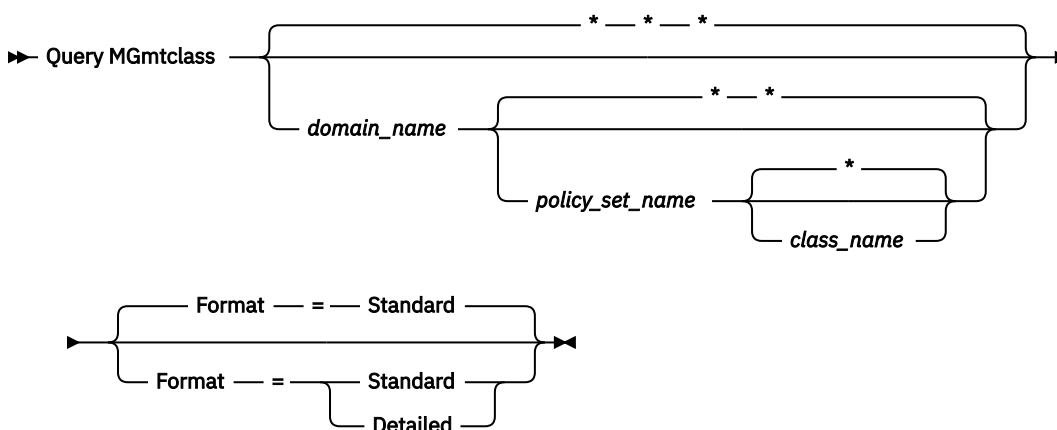 * * *
Query MGmtclass
* *
domain_name
*
policy_set_name
class_name
Format = Standard
Format = Standard
Detailed